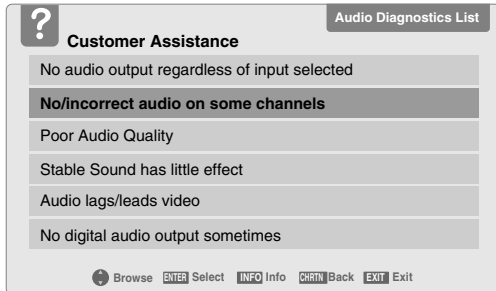 ?
Audio Diagnostics List
Customer Assistance
No audio output regardless of input selected
No/incorrect audio on some channels
Poor Audio Quality
Stable Sound has little effect
Audio lags/leads video
No digital audio output sometimes
Browse ENTER Select INFO Info CHRTN Back EXIT Exit